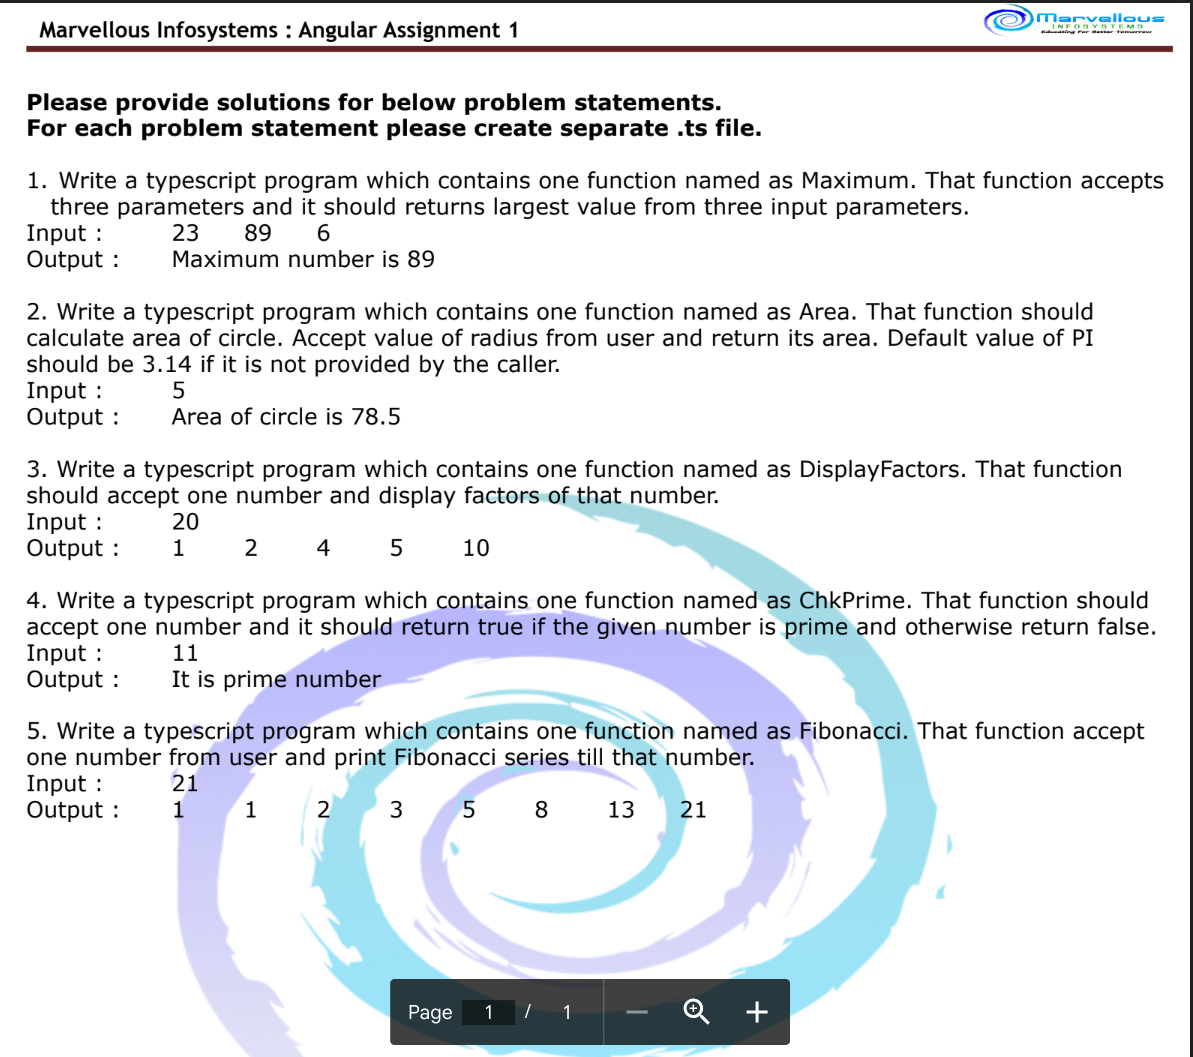 Marvellous Infosystems : Angular Assignment 1
Marvellous
INFOSYSTEMS
Educating For Better Tomorrow
Please provide solutions for below problem statements.
For each problem statement please create separate .ts file.
1. Write a typescript program which contains one function named as Maximum. That function accepts
three parameters and it should returns largest value from three input parameters.
Input : 23 89 6
Output : Maximum number is 89
2. Write a typescript program which contains one function named as Area. That function should
calculate area of circle. Accept value of radius from user and return its area. Default value of PI
should be 3.14 if it is not provided by the caller.
Input : 5
Output : Area of circle is 78.5
3. Write a typescript program which contains one function named as DisplayFactors. That function
should accept one number and display factors of that number.
Input : 20
Output : 1 2 4 5 10
4. Write a typescript program which contains one function named as ChkPrime. That function should
accept one number and it should return true if the given number is prime and otherwise return false.
Input : 11
Output : It is prime number
5. Write a typescript program which contains one function named as Fibonacci. That function accept
one number from user and print Fibonacci series till that number.
Input : 21
Output : 1 1 2 3 5 8 13 21
Page 1 / 1